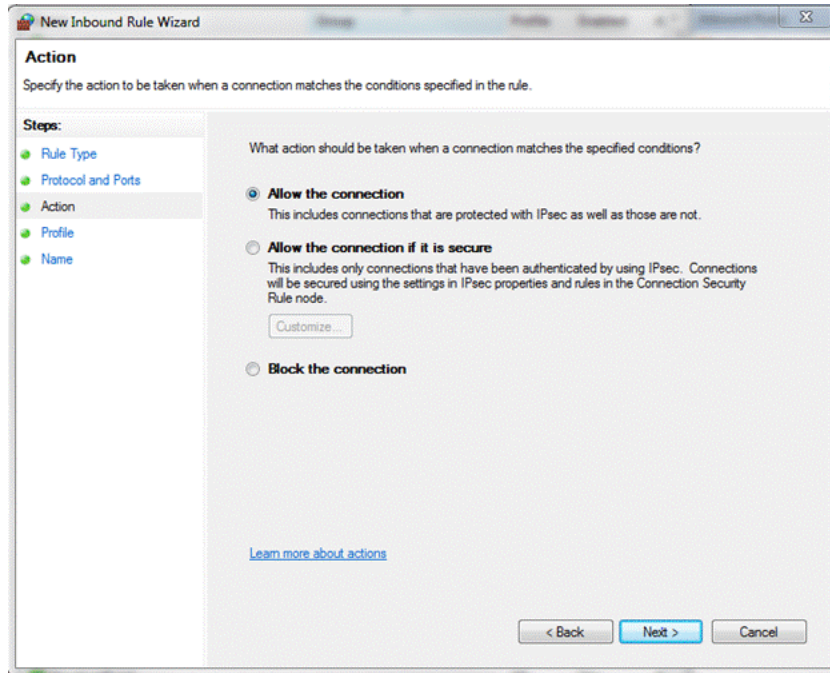 New Inbound Rule Wizard
Action
Specify the action to be taken when a connection matches the conditions specified in the rule.
Steps:
Rule Type
Protocol and Ports
Action
Profile
Name
What action should be taken when a connection matches the specified conditions?
Allow the connection
This includes connections that are protected with IPsec as well as those are not.
Allow the connection if it is secure
This includes only connections that have been authenticated by using IPsec. Connections
will be secured using the settings in IPsec properties and rules in the Connection Security
Rule node.
Customize...
Block the connection
Learn more about actions
< Back
Next >
Cancel